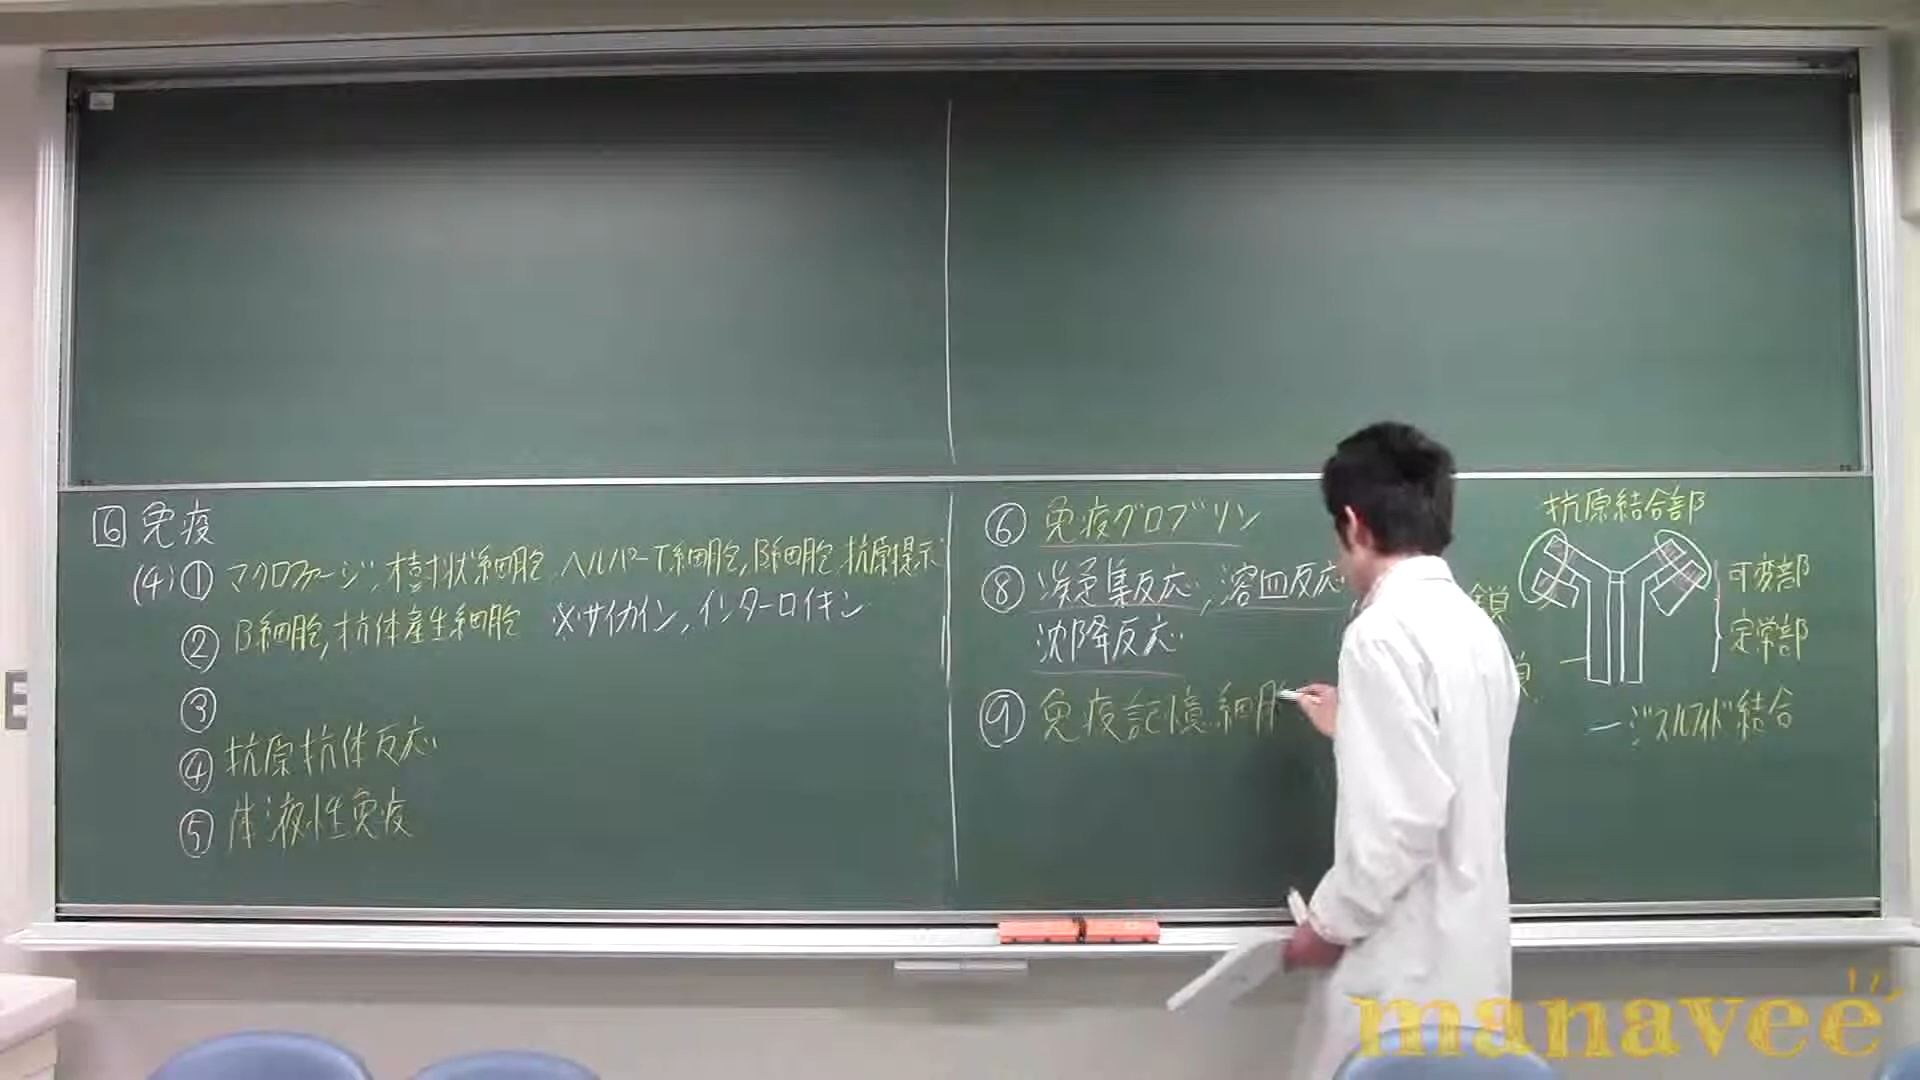 6 免疫
(4) ① マクロファージ, 樹状細胞, ヘルパーT細胞, B細胞, 抗原提示
② B細胞, 抗体産生細胞 ※サイカイン, インターロイキン
③
④ 抗原抗体反応
⑤ 体液性免疫
⑥ 免疫グロブリン
⑧ 凝集反応, 溶血反応
沈降反応
⑨ 免疫記憶細胞
抗原結合部
可変部
定常部
鎖
鎖
ージスルフィド結合
manavee